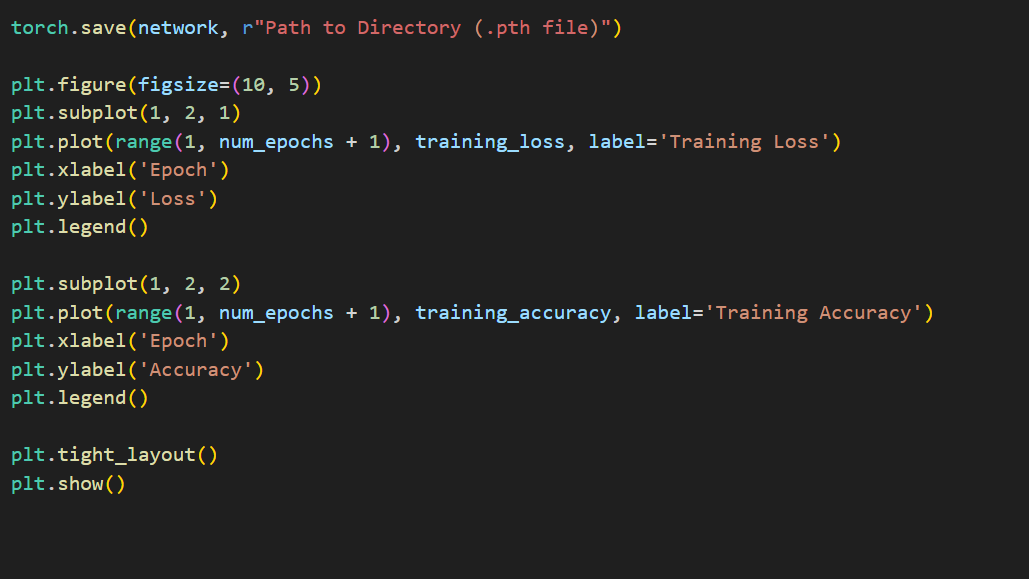 torch.save(network, r"Path to Directory (.pth file)")
plt.figure(figsize=(10, 5))
plt.subplot(1, 2, 1)
plt.plot(range(1, num_epochs + 1), training_loss, label='Training Loss')
plt.xlabel('Epoch')
plt.ylabel('Loss')
plt.legend()
plt.subplot(1, 2, 2)
plt.plot(range(1, num_epochs + 1), training_accuracy, label='Training Accuracy')
plt.xlabel('Epoch')
plt.ylabel('Accuracy')
plt.legend()
plt.tight_layout()
plt.show()